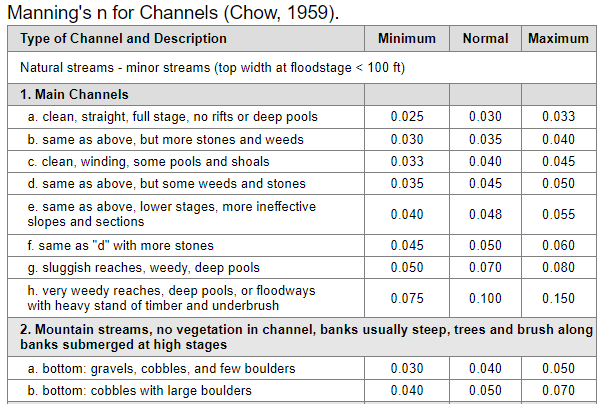 Manning's n for Channels (Chow, 1959).
Type of Channel and Description Minimum Normal Maximum
Natural streams - minor streams (top width at floodstage < 100 ft)
1. Main Channels
a. clean, straight, full stage, no rifts or deep pools 0.025 0.030 0.033
b. same as above, but more stones and weeds 0.030 0.035 0.040
c. clean, winding, some pools and shoals 0.033 0.040 0.045
d. same as above, but some weeds and stones 0.035 0.045 0.050
e. same as above, lower stages, more ineffective
slopes and sections 0.040 0.048 0.055
f. same as "d" with more stones 0.045 0.050 0.060
g. sluggish reaches, weedy, deep pools 0.050 0.070 0.080
h. very weedy reaches, deep pools, or floodways
with heavy stand of timber and underbrush 0.075 0.100 0.150
2. Mountain streams, no vegetation in channel, banks usually steep, trees and brush along
banks submerged at high stages
a. bottom: gravels, cobbles, and few boulders 0.030 0.040 0.050
b. bottom: cobbles with large boulders 0.040 0.050 0.070